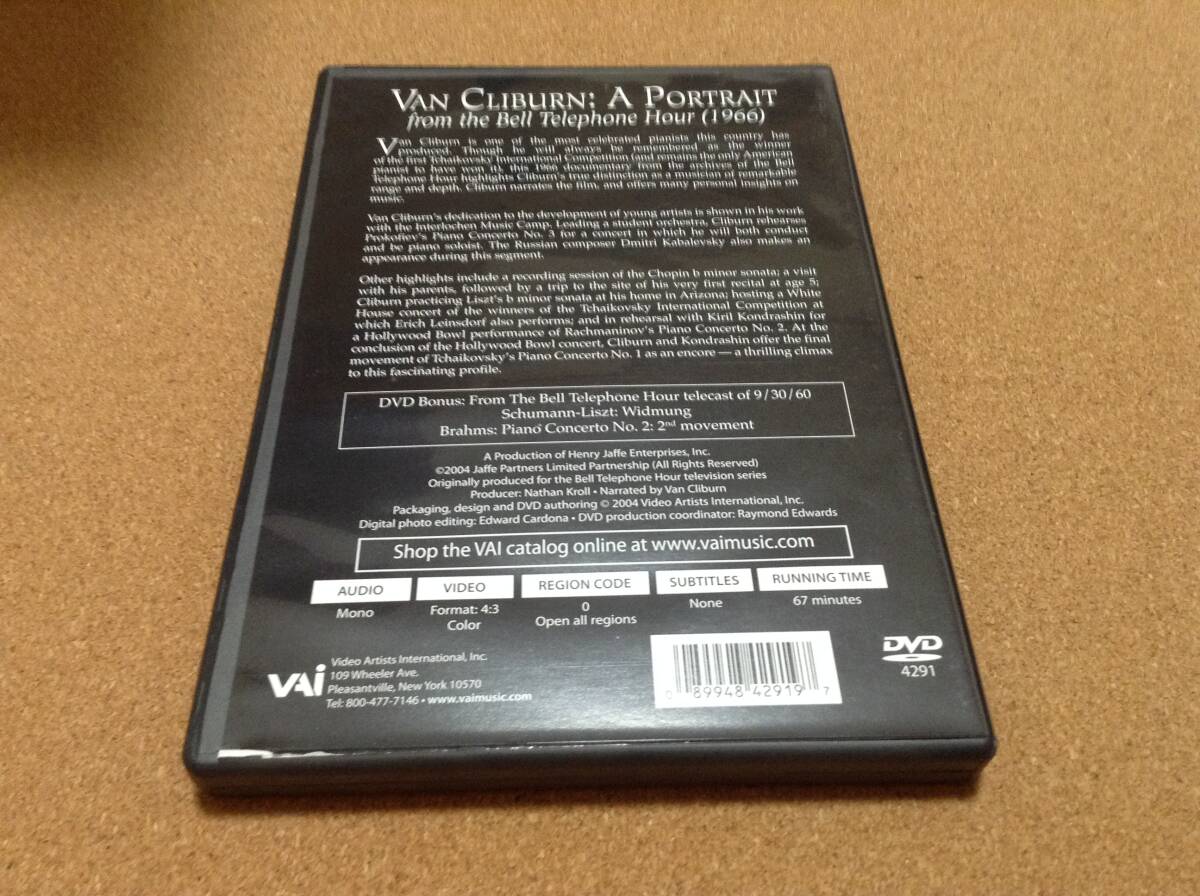 VAN CLIBURN: A PORTRAIT
from the Bell Telephone Hour (1966)
Van Cliburn is one of the most celebrated pianists this country has
produced. Though he will always be remembered as the winner
of the first Tchaikovsky International Competition (and remains the only American
pianist to have won it), this 1966 documentary from the archives of the Bell
Telephone Hour highlights Cliburn's true distinction as a musician of remarkable
range and depth. Cliburn narrates the film, and offers many personal insights on
music.
Van Cliburn's dedication to the development of young artists is shown in his work
with the Interlochen Music Camp. Leading a student orchestra, Cliburn rehearses
Prokofiev's Piano Concerto No. 3 for a concert in which he will both conduct
and be piano soloist. The Russian composer Dmitri Kabalevsky also makes an
appearance during this segment.
Other highlights include a recording session of the Chopin b minor sonata; a visit
with his parents, followed by a trip to the site of his very first recital at age 5;
Cliburn practicing Liszt's b minor sonata at his home in Arizona; hosting a White
House concert of the winners of the Tchaikovsky International Competition at
which Erich Leinsdorf also performs; and in rehearsal with Kiril Kondrashin for
a Hollywood Bowl performance of Rachmaninov's Piano Concerto No. 2. At the
conclusion of the Hollywood Bowl concert, Cliburn and Kondrashin offer the final
movement of Tchaikovsky's Piano Concerto No. 1 as an encore — a thrilling climax
to this fascinating profile.
DVD Bonus: From The Bell Telephone Hour telecast of 9/30/60
Schumann-Liszt: Widmung
Brahms: Piano Concerto No. 2: 2nd movement
A Production of Henry Jaffe Enterprises, Inc.
©2004 Jaffe Partners Limited Partnership (All Rights Reserved)
Originally produced for the Bell Telephone Hour television series
Producer: Nathan Kroll • Narrated by Van Cliburn
Packaging, design and DVD authoring © 2004 Video Artists International, Inc.
Digital photo editing: Edward Cardona • DVD production coordinator: Raymond Edwards
Shop the VAI catalog online at www.vaimusic.com
AUDIO VIDEO REGION CODE SUBTITLES RUNNING TIME
Mono Format: 4:3 0 None 67 minutes
Color Open all regions
VAI
Video Artists International, Inc.
109 Wheeler Ave.
Pleasantville, New York 10570
Tel: 800-477-7146 • www.vaimusic.com
0 89948 42919 7
DVD
4291